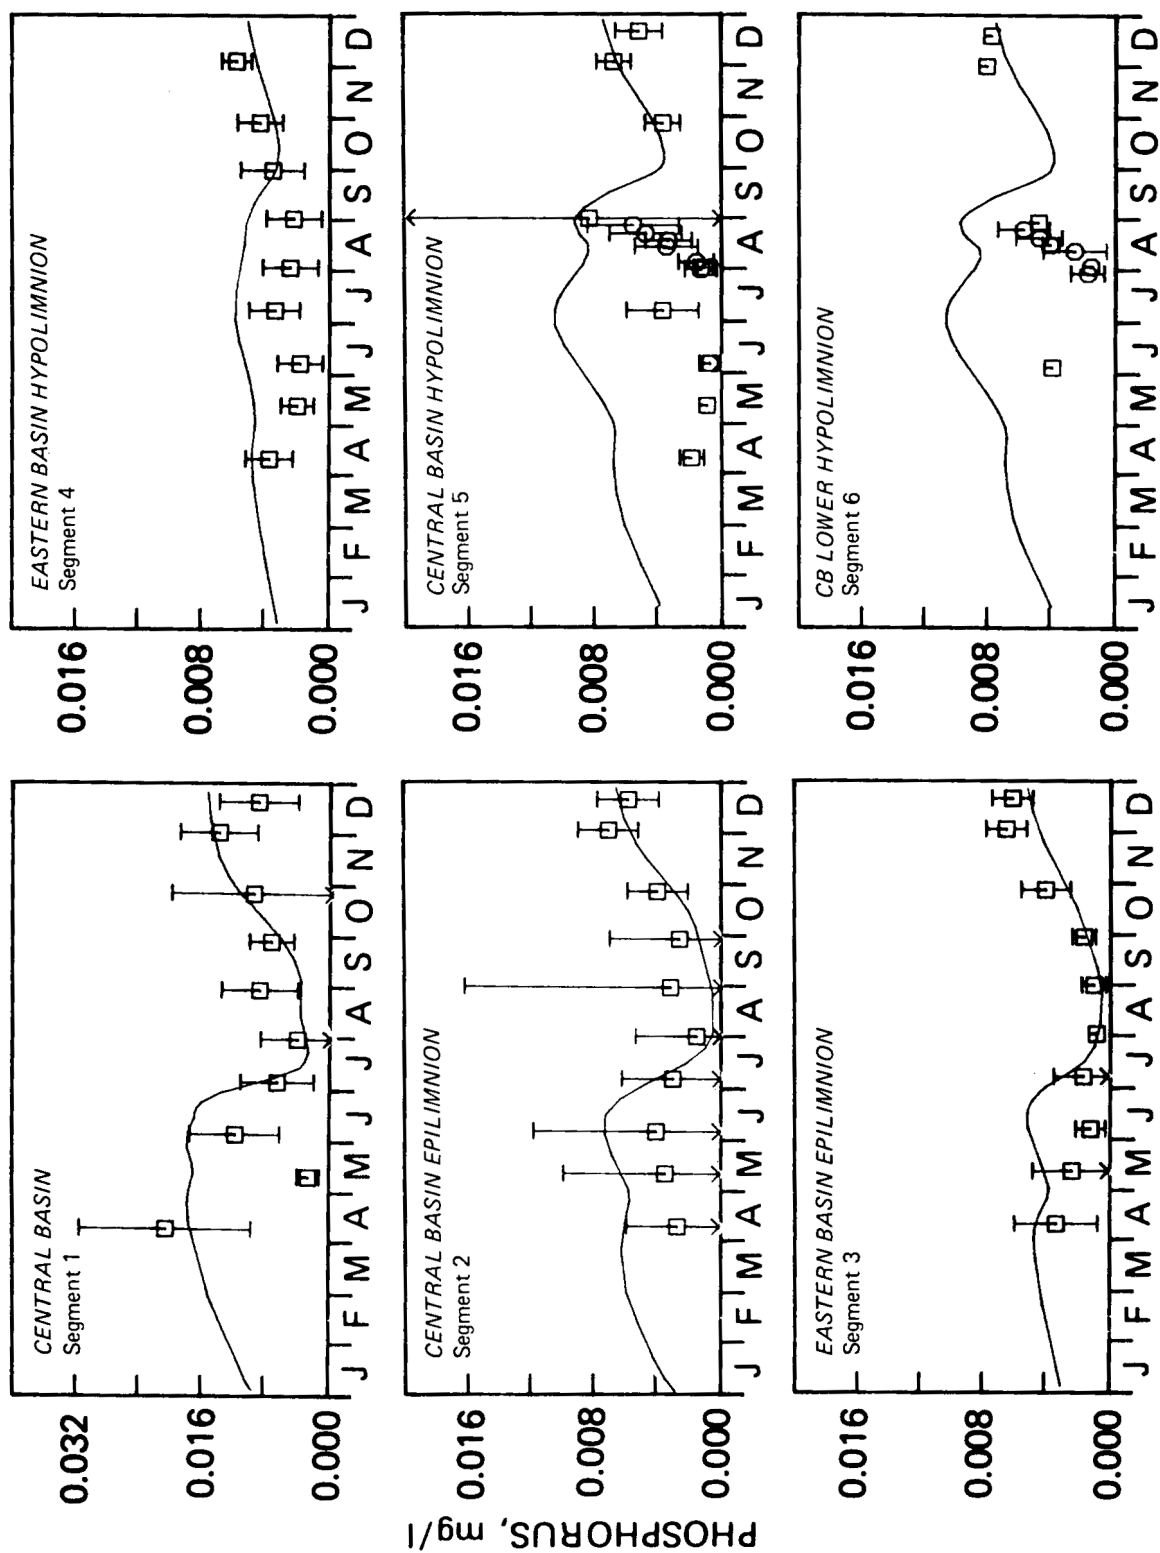 PHOSPHORUS, mg/l
CENTRAL BASIN
Segment 1
0.032
0.016
0.000
J F M A M J J A S O N D
EASTERN BASIN HYPOLIMNION
Segment 4
0.016
0.008
0.000
J F M A M J J A S O N D
CENTRAL BASIN EPILIMNION
Segment 2
0.016
0.008
0.000
J F M A M J J A S O N D
CENTRAL BASIN HYPOLIMNION
Segment 5
0.016
0.008
0.000
J F M A M J J A S O N D
EASTERN BASIN EPILIMNION
Segment 3
0.016
0.008
0.000
J F M A M J J A S O N D
CB LOWER HYPOLIMNION
Segment 6
0.016
0.008
0.000
J F M A M J J A S O N D